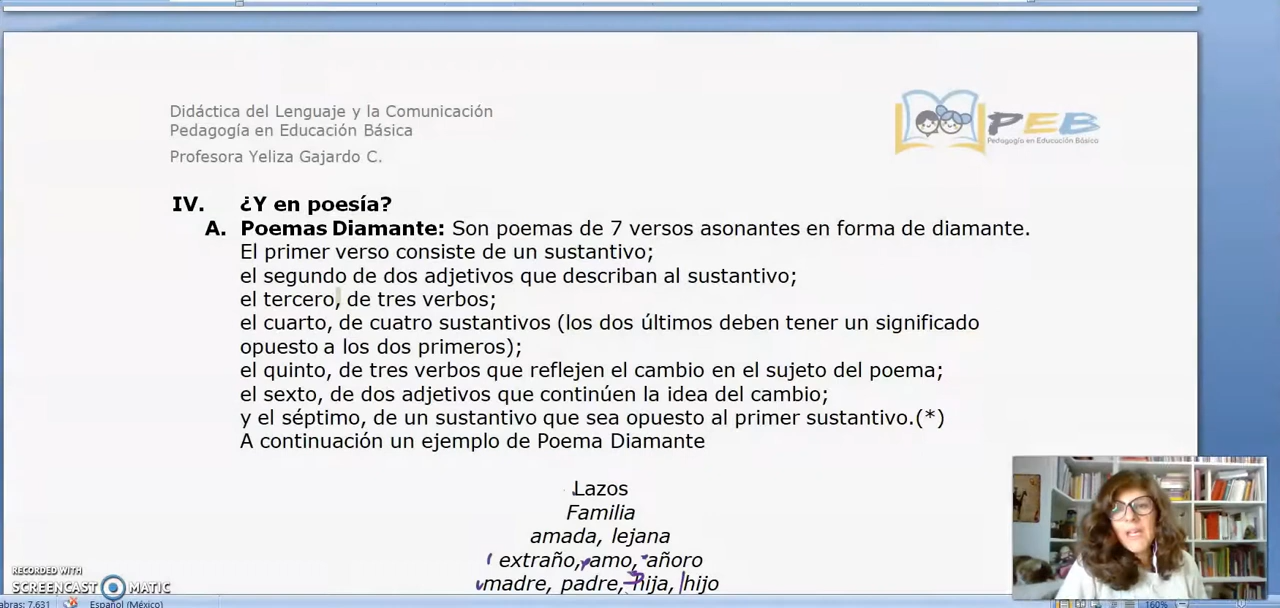 Didáctica del Lenguaje y la Comunicación
Pedagogía en Educación Básica
Profesora Yeliza Gajardo C.
PEB
Pedagogía en Educación Básica
IV. ¿Y en poesía?
A. Poemas Diamante: Son poemas de 7 versos asonantes en forma de diamante.
El primer verso consiste de un sustantivo;
el segundo de dos adjetivos que describan al sustantivo;
el tercero, de tres verbos;
el cuarto, de cuatro sustantivos (los dos últimos deben tener un significado
opuesto a los dos primeros);
el quinto, de tres verbos que reflejen el cambio en el sujeto del poema;
el sexto, de dos adjetivos que continúen la idea del cambio;
y el séptimo, de un sustantivo que sea opuesto al primer sustantivo.(*)
A continuación un ejemplo de Poema Diamante
Lazos
Familia
amada, lejana
extraño, amo, añoro
madre, padre, hija, hijo
RECORDED WITH
SCREENCAST MATIC
abras: 7.631 Español (México) 160%